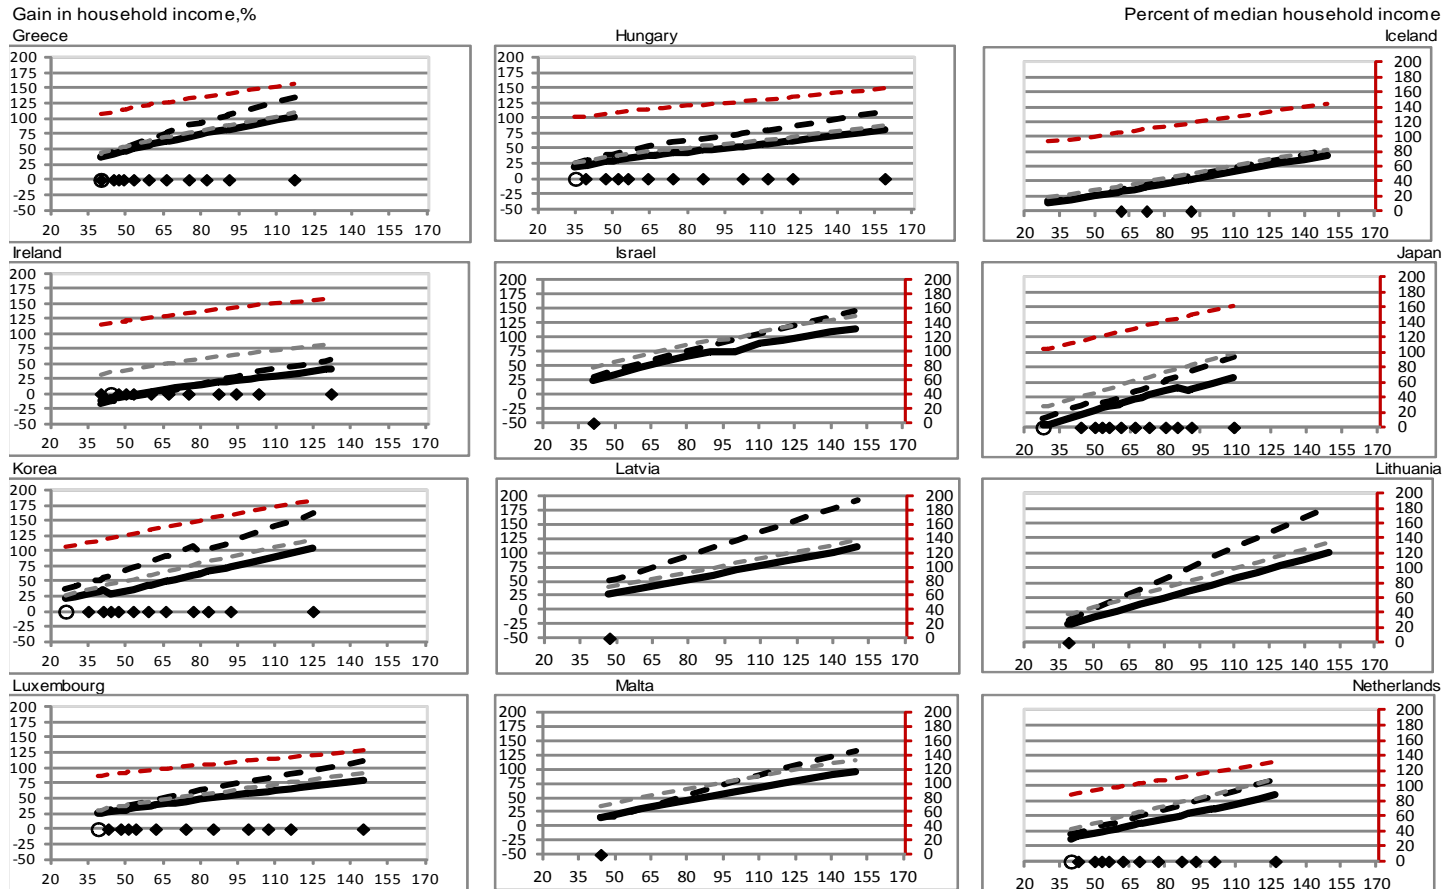 Gain in household income,% Percent of median household income
Greece Hungary Iceland
200 200 200
175 175 180
150 150 160
125 125 140
100 100 120
75 75 100
50 50 80
25 25 60
0 0 40
-25 -25 20
-50 -50 0
20 35 50 65 80 95 110 125 140 155 170 20 35 50 65 80 95 110 125 140 155 170 20 35 50 65 80 95 110 125 140 155 170
Ireland Israel Japan
200 200 200 200
175 175 180 180
150 150 160 160
125 125 140 140
100 100 120 120
75 75 100 100
50 50 80 80
25 25 60 60
0 0 40 40
-25 -25 20 20
-50 -50 0 0
20 35 50 65 80 95 110 125 140 155 170 20 35 50 65 80 95 110 125 140 155 170 20 35 50 65 80 95 110 125 140 155 170
Korea Latvia Lithuania
200 200 200 200
175 175 180 180
150 150 160 160
125 125 140 140
100 100 120 120
75 75 100 100
50 50 80 80
25 25 60 60
0 0 40 40
-25 -25 20 20
-50 -50 0 0
20 35 50 65 80 95 110 125 140 155 170 20 35 50 65 80 95 110 125 140 155 170 20 35 50 65 80 95 110 125 140 155 170
Luxembourg Malta Netherlands
200 200 200 200
175 175 180 180
150 150 160 160
125 125 140 140
100 100 120 120
75 75 100 100
50 50 80 80
25 25 60 60
0 0 40 40
-25 -25 20 20
-50 -50 0 0
20 35 50 65 80 95 110 125 140 155 170 20 35 50 65 80 95 110 125 140 155 170 20 35 50 65 80 95 110 125 140 155 170